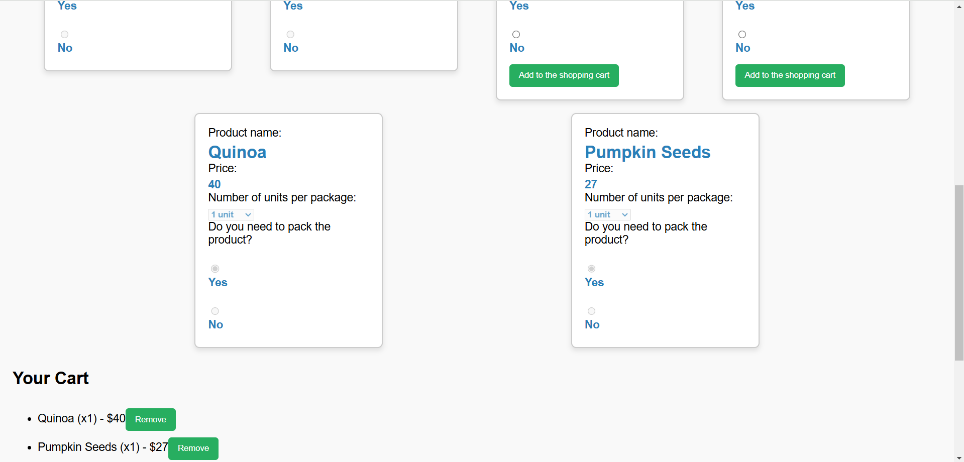 Yes
Yes
Yes
Yes
No
No
No
No
Add to the shopping cart
Add to the shopping cart
Product name:
Quinoa
Price:
40
Number of units per package:
1 unit
Do you need to pack the
product?
Yes
No
Product name:
Pumpkin Seeds
Price:
27
Number of units per package:
1 unit
Do you need to pack the
product?
Yes
No
Your Cart
Quinoa (x1) - $40 Remove
Pumpkin Seeds (x1) - $27 Remove